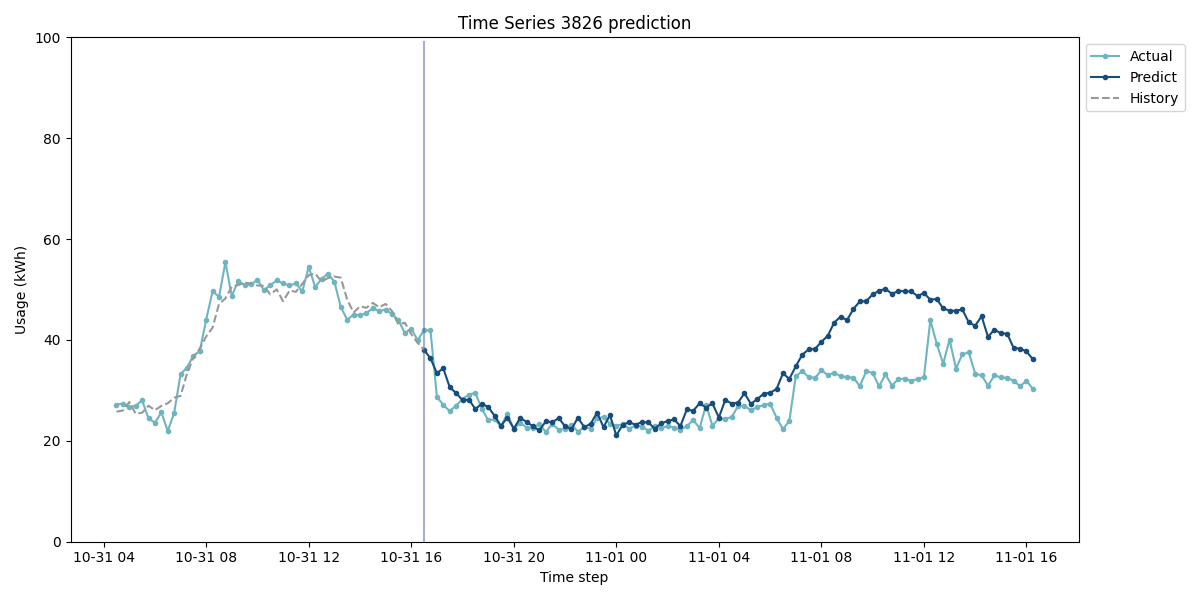 Time Series 3826 prediction
100
80
60
40
20
0
Usage (kWh)
10-31 04
10-31 08
10-31 12
10-31 16
10-31 20
11-01 00
11-01 04
11-01 08
11-01 12
11-01 16
Time step
Actual
Predict
History